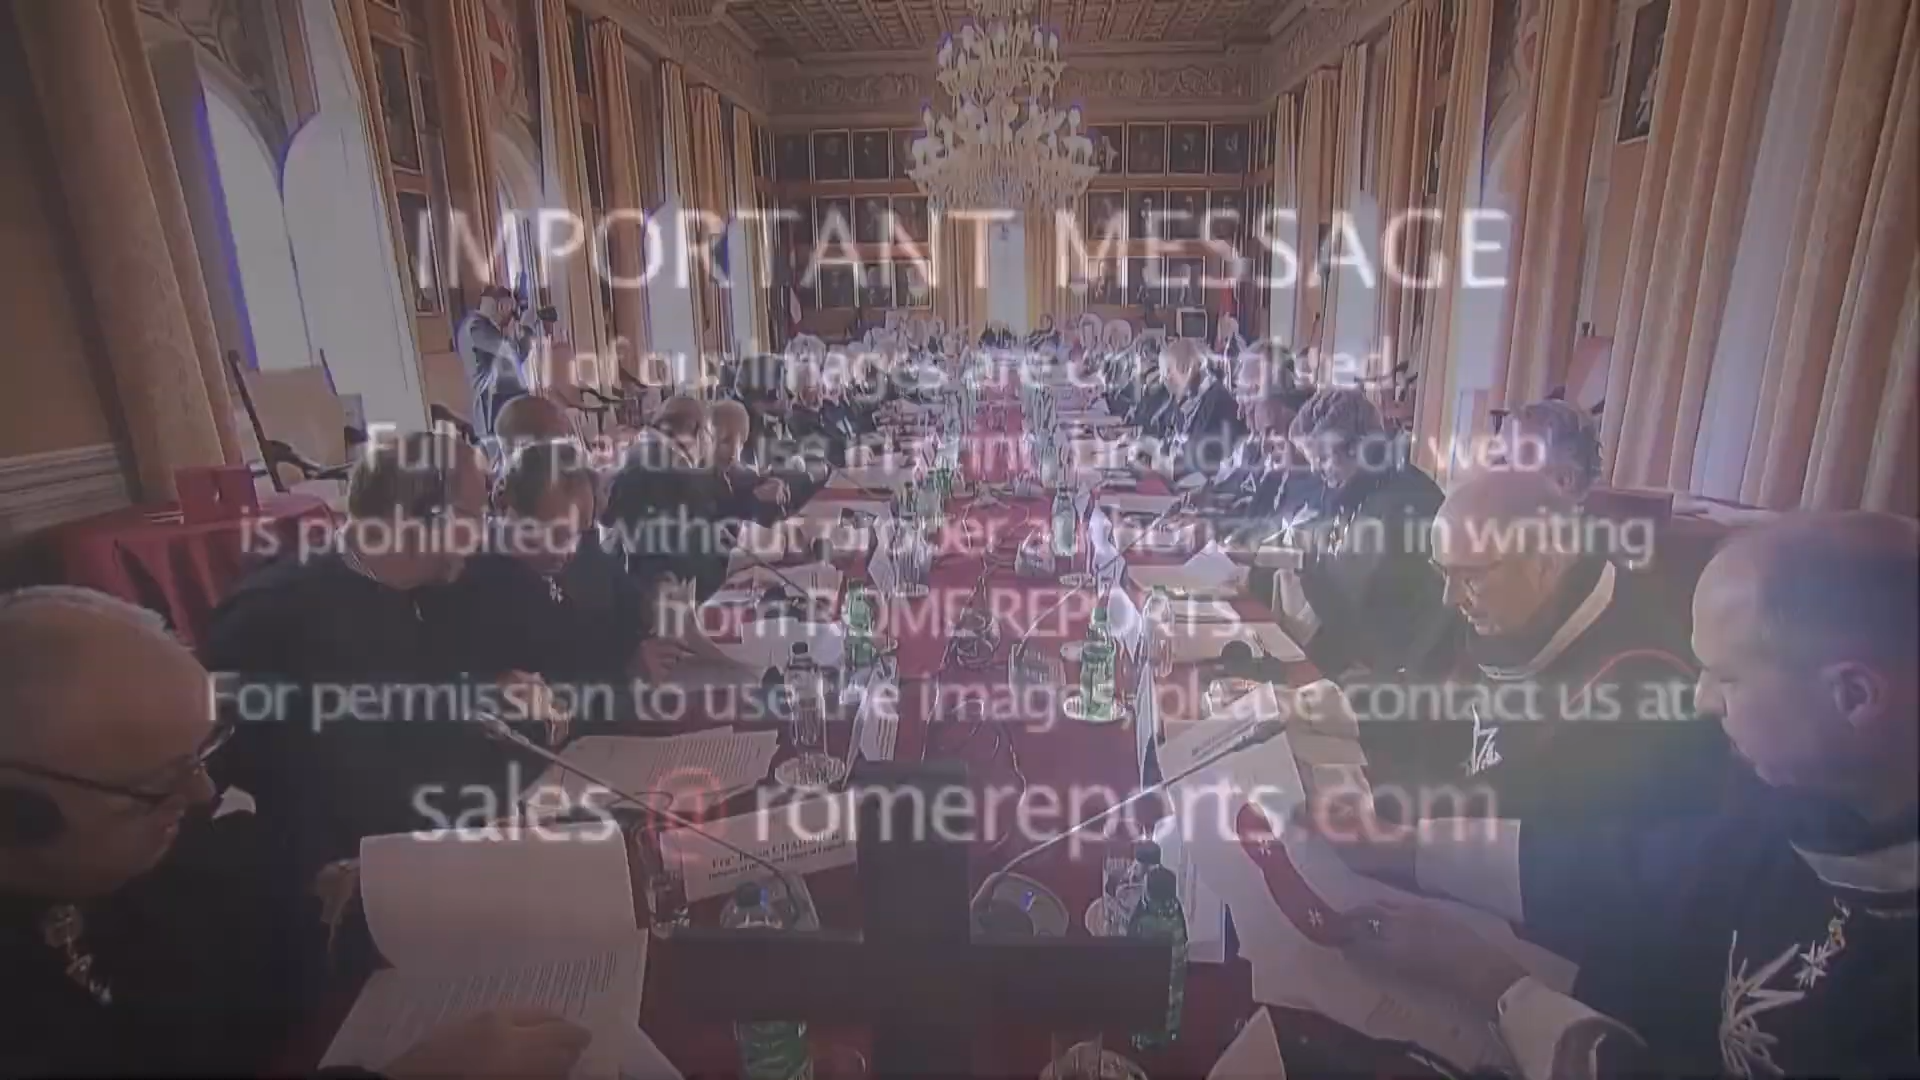 IMPORTANT MESSAGE
All of our Images are copyrighted
Full or partial use in print, broadcast or web
is prohibited without proper authorization in writing
from ROME REPORTS.
For permission to use the images, please contact us at:
sales@romereports.com